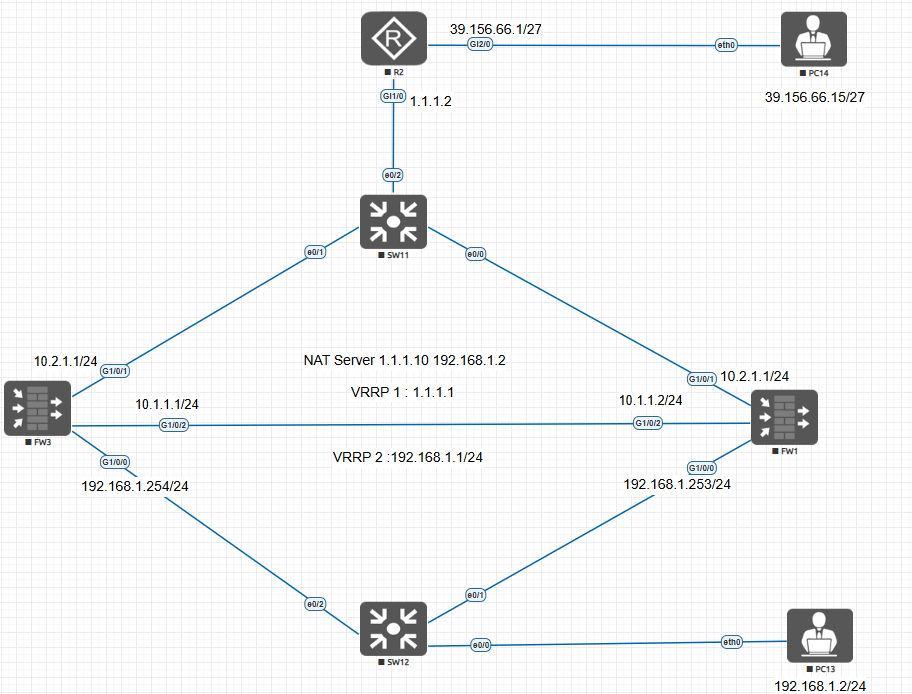 39.156.66.1/27
GI2/0
eth0
R
R2
PC14
GI1/0
1.1.1.2
39.156.66.15/27
e0/2
SW11
e0/1
e0/0
10.2.1.1/24
G1/0/1
NAT Server 1.1.1.10 192.168.1.2
G1/0/1
10.2.1.1/24
VRRP 1 : 1.1.1.1
10.1.1.1/24
10.1.1.2/24
G1/0/2
G1/0/2
FW3
FW1
VRRP 2 :192.168.1.1/24
G1/0/0
G1/0/0
192.168.1.254/24
192.168.1.253/24
e0/2
e0/1
SW12
e0/0
eth0
PC13
192.168.1.2/24